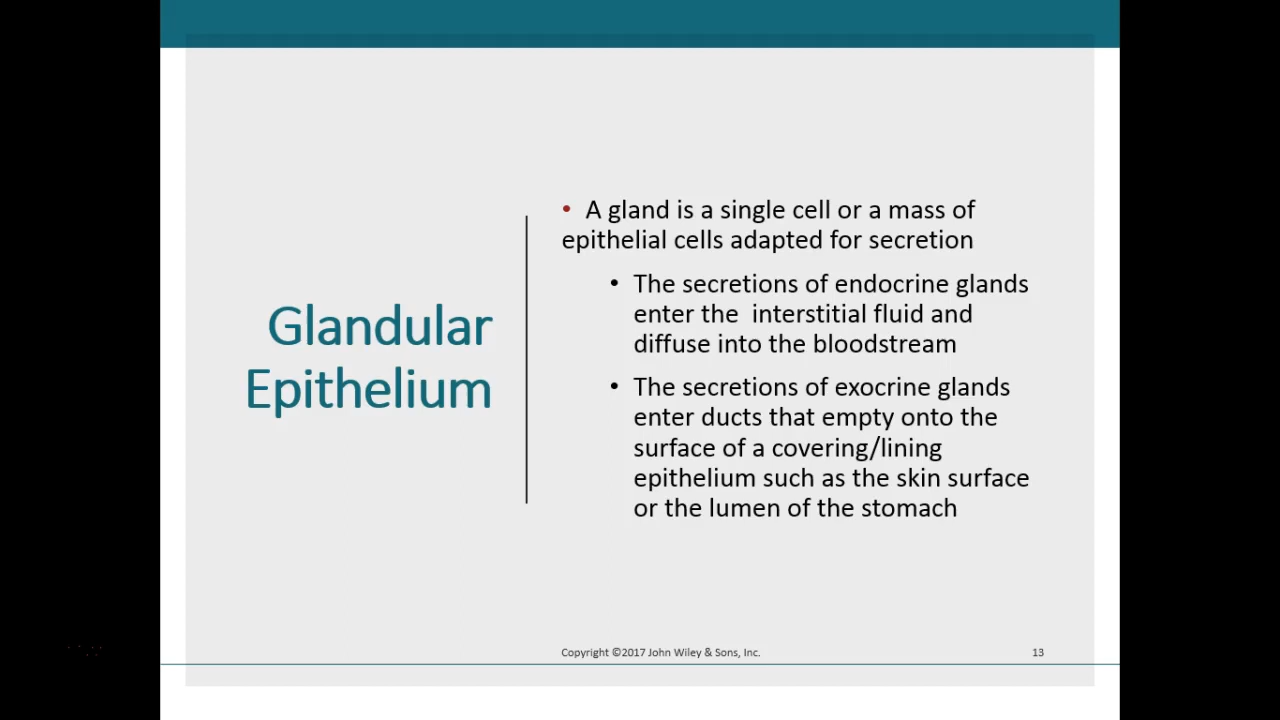 Glandular
Epithelium
• A gland is a single cell or a mass of
epithelial cells adapted for secretion
• The secretions of endocrine glands
enter the  interstitial fluid and
diffuse into the bloodstream
• The secretions of exocrine glands
enter ducts that empty onto the
surface of a covering/lining
epithelium such as the skin surface
or the lumen of the stomach
Copyright ©2017 John Wiley & Sons, Inc.
13